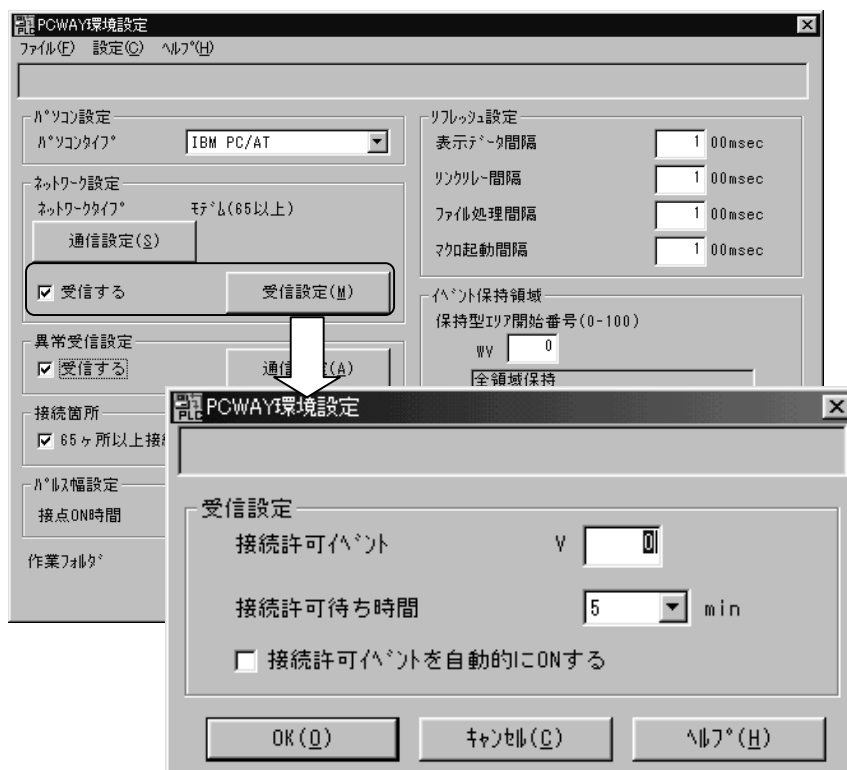 PCWAY環境設定
ファイル(F) 設定(C) ヘルプ(H)
パソコン設定
パソコンタイプ IBM PC/AT
ネットワーク設定
ネットワークタイプ モデム(65以上)
通信設定(S)
受信する 受信設定(M)
異常受信設定
受信する 通信 (A)
接続箇所
65ヶ所以上接
パルス幅設定
接点ON時間
作業フォルダ
リフレッシュ設定
表示データ間隔 1 00msec
リンクリレー間隔 1 00msec
ファイル処理間隔 1 00msec
マクロ起動間隔 1 00msec
イベント保持領域
保持型エリア開始番号(0-100)
WV 0
全領域保持
PCWAY環境設定
受信設定
接続許可イベント V 0
接続許可待ち時間 5 min
接続許可イベントを自動的にONする
OK(O) キャンセル(C) ヘルプ(H)